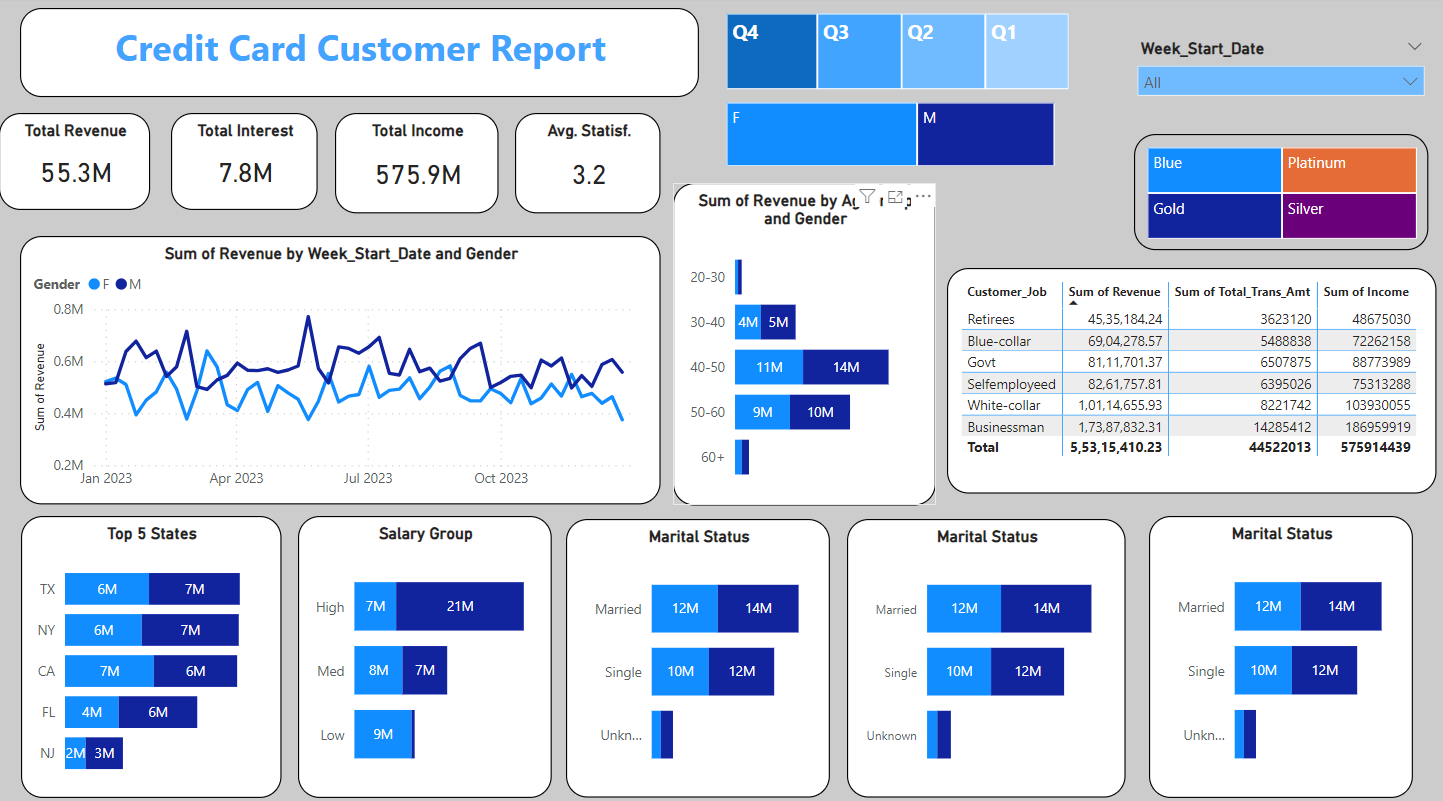 Credit Card Customer Report
Q4 Q3 Q2 Q1
Week_Start_Date
All
F M
Total Revenue
55.3M
Total Interest
7.8M
Total Income
575.9M
Avg. Statisf.
3.2
Blue Platinum
Gold Silver
Sum of Revenue by Week_Start_Date and Gender
Gender F M
Sum of Revenue
0.8M
0.6M
0.4M
0.2M
Jan 2023 Apr 2023 Jul 2023 Oct 2023
Sum of Revenue by
and Gender
20-30
30-40 4M 5M
40-50 11M 14M
50-60 9M 10M
60+
Customer_Job Sum of Revenue Sum of Total_Trans_Amt Sum of Income
Retirees 45,35,184.24 3623120 48675030
Blue-collar 69,04,278.57 5488838 72262158
Govt 81,11,701.37 6507875 88773989
Selfemployeed 82,61,757.81 6395026 75313288
White-collar 1,01,14,655.93 8221742 103930055
Businessman 1,73,87,832.31 14285412 186959919
Total 5,53,15,410.23 44522013 575914439
Top 5 States
TX 6M 7M
NY 6M 7M
CA 7M 6M
FL 4M 6M
NJ 2M 3M
Salary Group
High 7M 21M
Med 8M 7M
Low 9M
Marital Status
Married 12M 14M
Single 10M 12M
Unkn...
Marital Status
Married 12M 14M
Single 10M 12M
Unknown
Marital Status
Married 12M 14M
Single 10M 12M
Unkn...